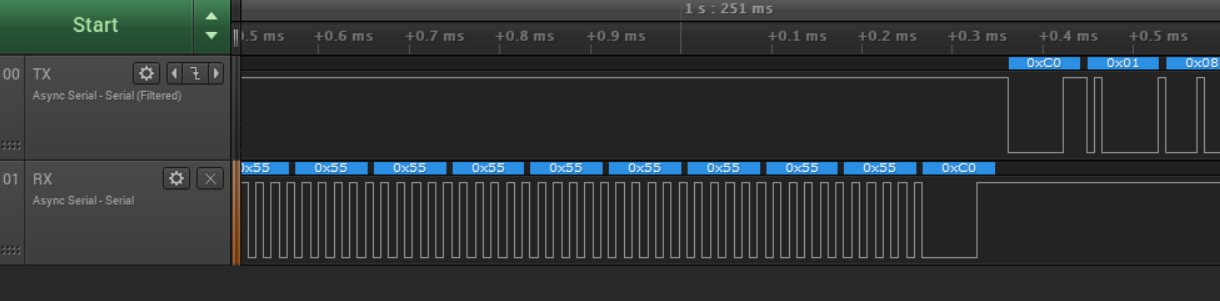 Start
1 s : 251 ms
0.5 ms +0.6 ms +0.7 ms +0.8 ms +0.9 ms +0.1 ms +0.2 ms +0.3 ms +0.4 ms +0.5 ms
00 TX
0xC0 0x01 0x08
Async Serial - Serial (Filtered)
01 RX
0x55 0x55 0x55 0x55 0x55 0x55 0x55 0x55 0x55 0xC0
Async Serial - Serial